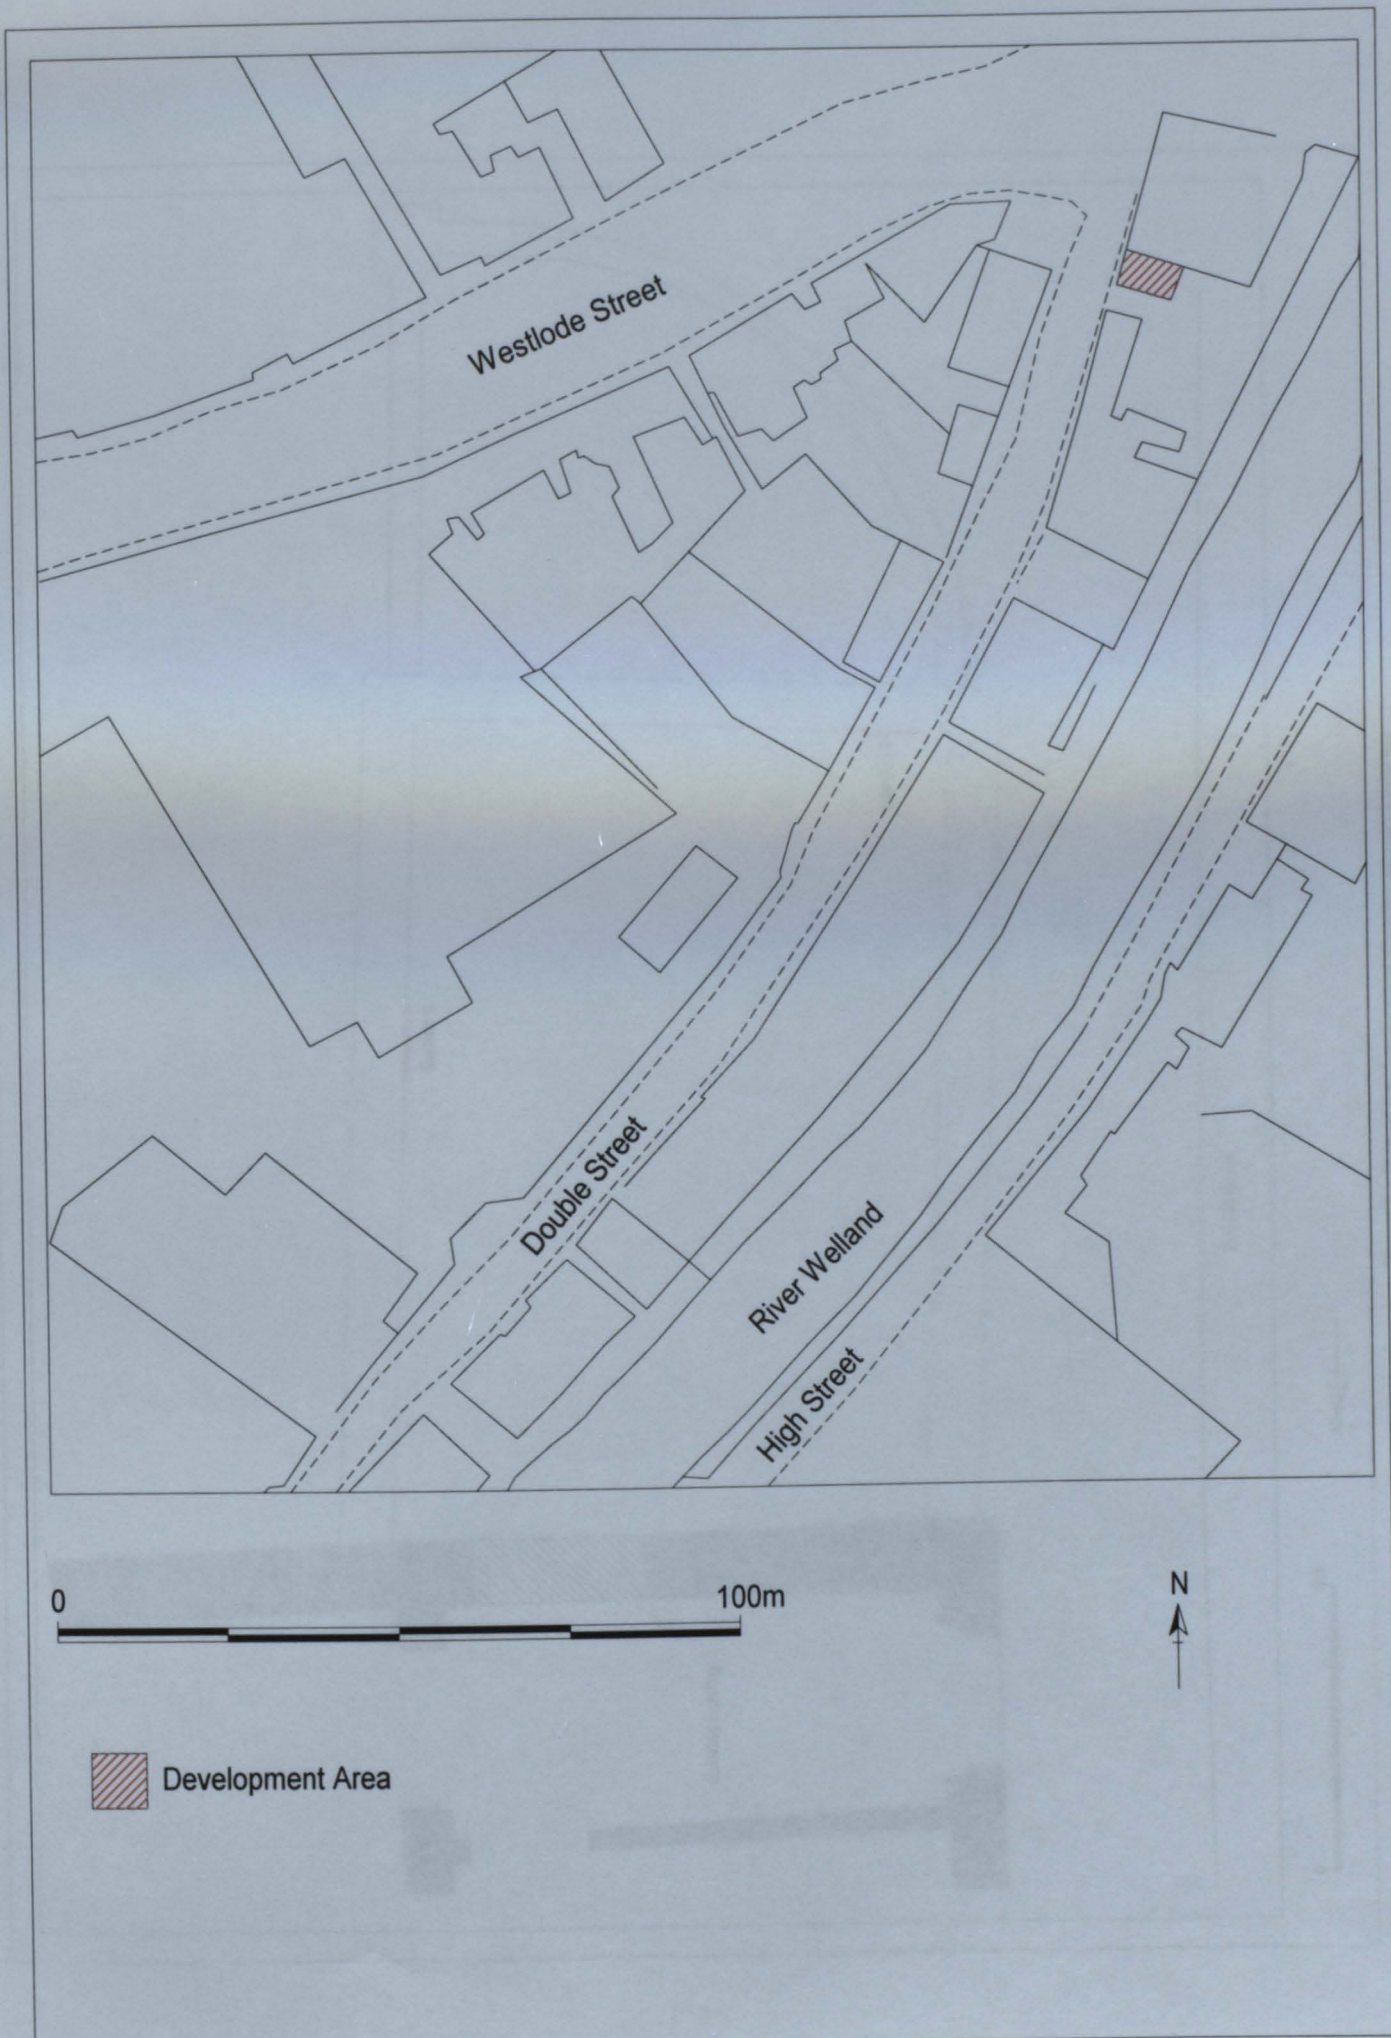 Westlode Street
Double Street
River Welland
High Street
0
100m
N
Development Area